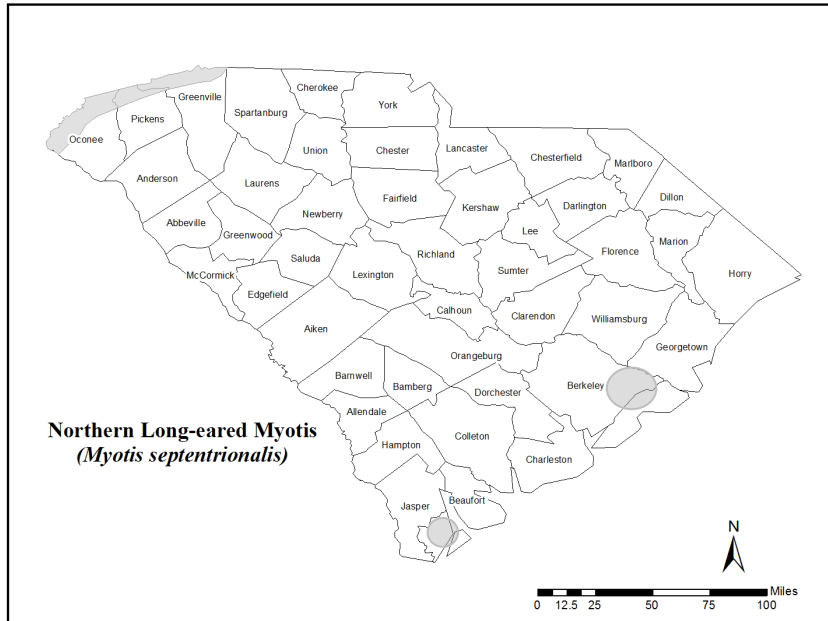 Cherokee
York
Greenville
Spartanburg
Pickens
Oconee
Union
Chester
Lancaster
Chesterfield
Marlboro
Anderson
Laurens
Dillon
Fairfield
Kershaw
Darlington
Newberry
Abbeville
Greenwood
Lee
Marion
Florence
Saluda
Richland
McCormick
Lexington
Sumter
Horry
Edgefield
Calhoun
Clarendon
Williamsburg
Aiken
Georgetown
Orangeburg
Barnwell
Bamberg
Dorchester
Berkeley
Allendale
Northern Long-eared Myotis
(Myotis septentrionalis)
Hampton
Colleton
Charleston
Jasper
Beaufort
N
Miles
0 12.5 25 50 75 100